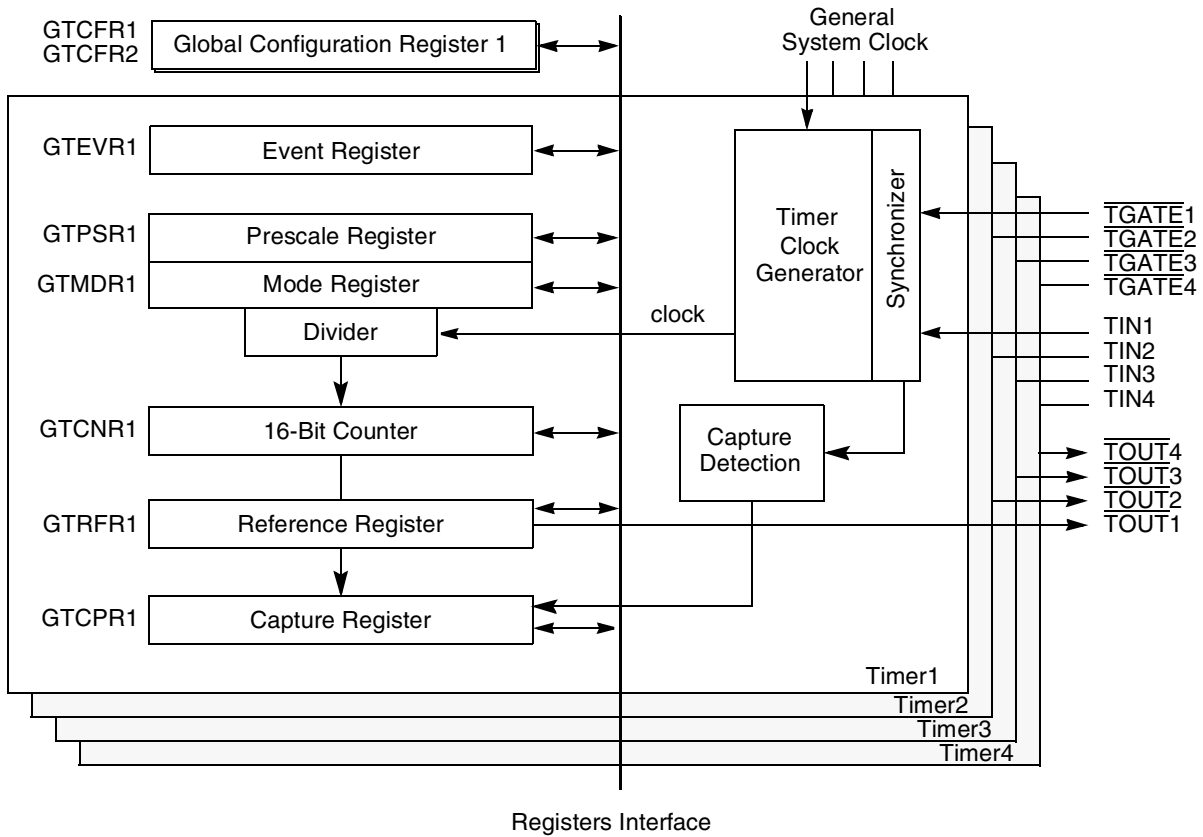 GTCFR1
GTCFR2
Global Configuration Register 1
General
System Clock
GTEVR1
Event Register
GTPSR1
Prescale Register
GTMDR1
Mode Register
Divider
clock
Timer
Clock
Generator
Synchronizer
TGATE1
TGATE2
TGATE3
TGATE4
TIN1
TIN2
TIN3
TIN4
GTCNR1
16-Bit Counter
Capture
Detection
TOUT4
TOUT3
TOUT2
TOUT1
GTRFR1
Reference Register
GTCPR1
Capture Register
Timer1
Timer2
Timer3
Timer4
Registers Interface